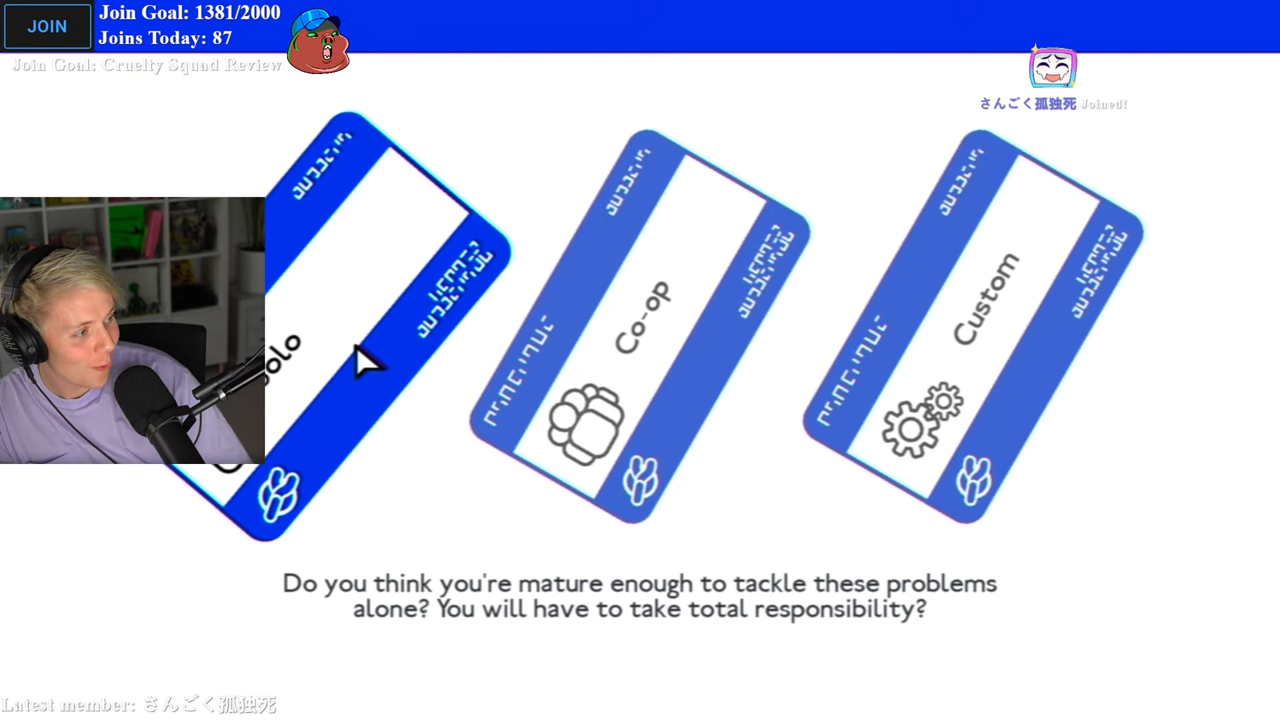 JOIN
Join Goal: 1381/2000
Joins Today: 87
Join Goal: Cruelty Squad Review
さんごく孤独死 Joined!
Co-op
Custom
Do you think you're mature enough to tackle these problems
alone? You will have to take total responsibility?
Latest member: さんごく孤独死